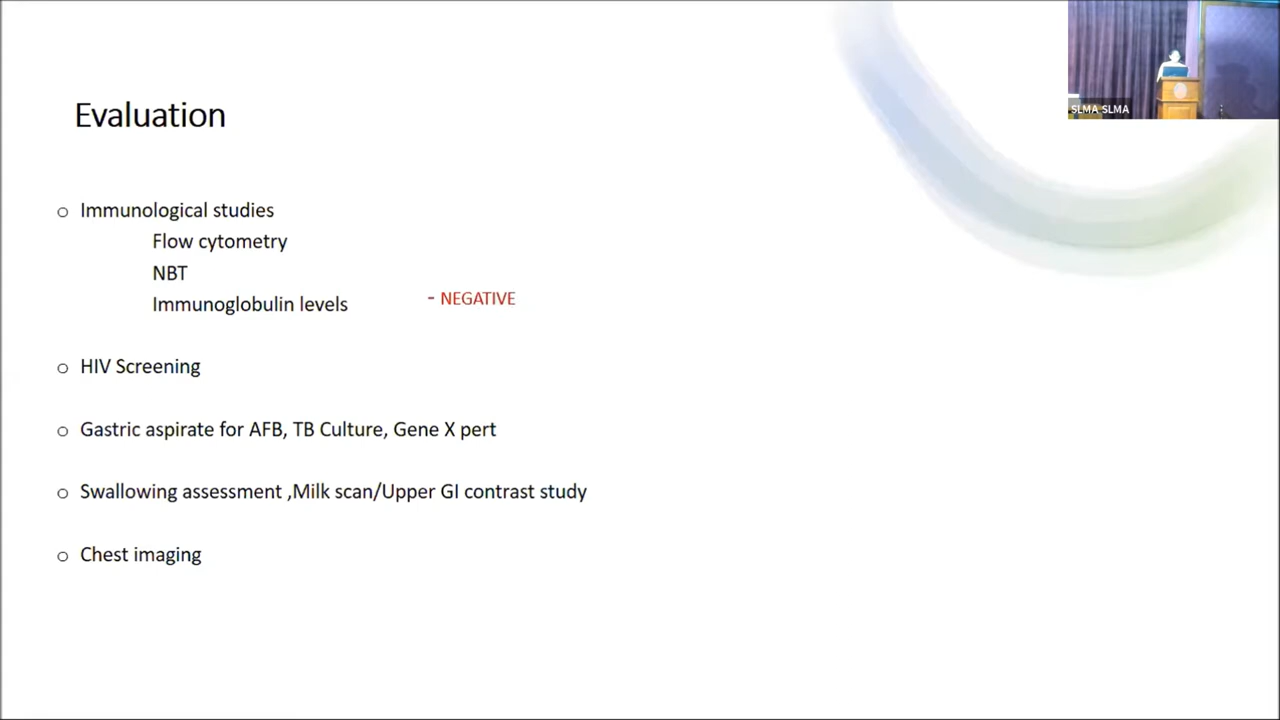 SLMA SLMA
Evaluation
o Immunological studies
Flow cytometry
NBT
Immunoglobulin levels - NEGATIVE
o HIV Screening
o Gastric aspirate for AFB, TB Culture, Gene X pert
o Swallowing assessment ,Milk scan/Upper GI contrast study
o Chest imaging